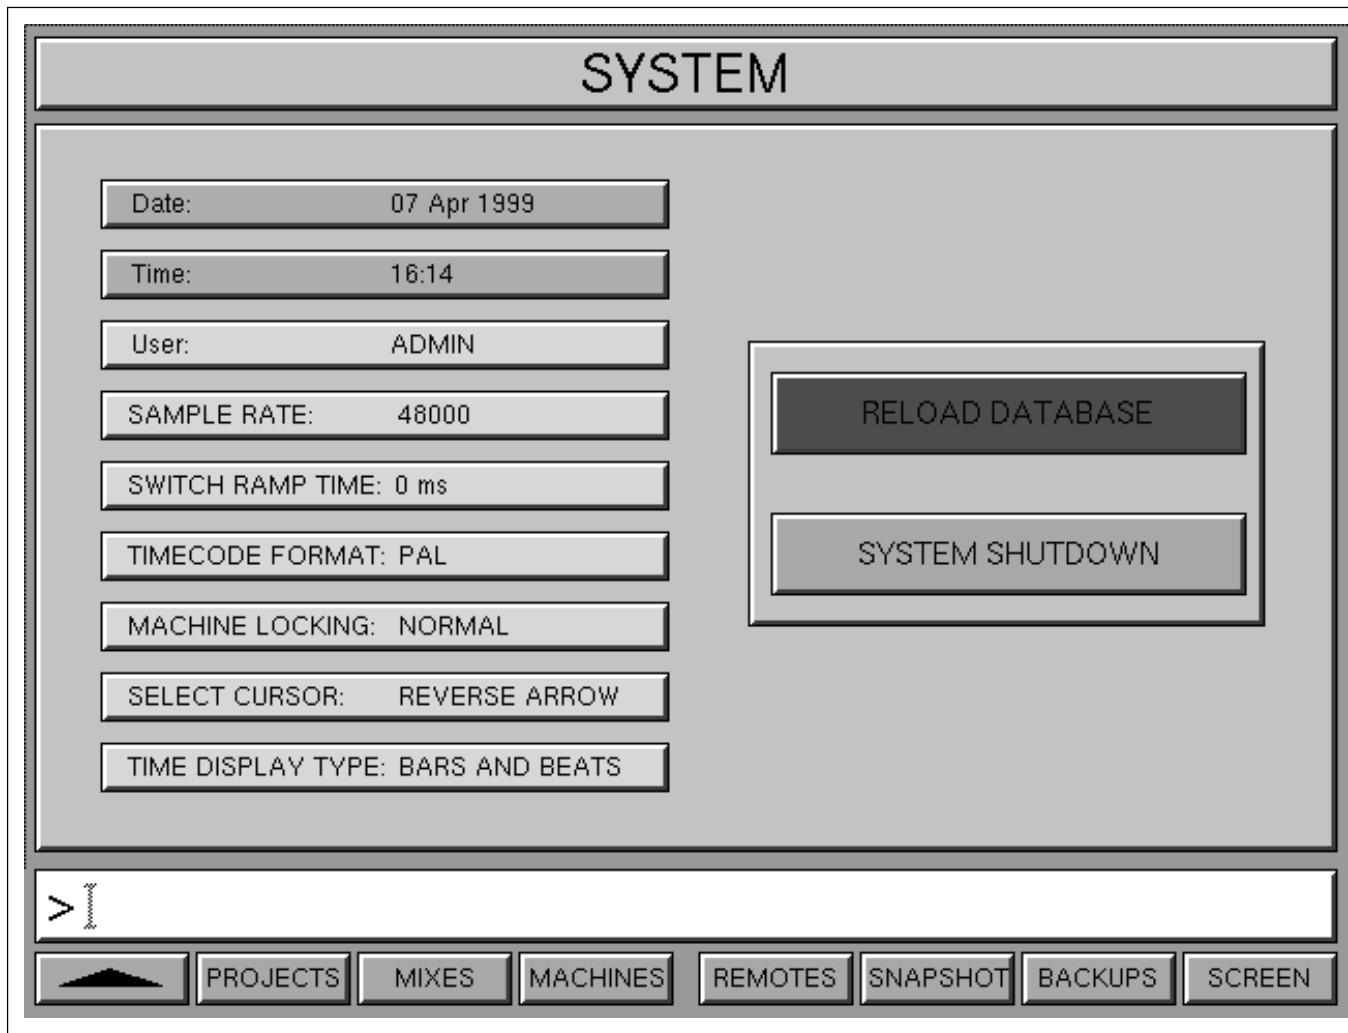 SYSTEM
Date: 07 Apr 1999
Time: 16:14
User: ADMIN
SAMPLE RATE: 48000
SWITCH RAMP TIME: 0 ms
TIMECODE FORMAT: PAL
MACHINE LOCKING: NORMAL
SELECT CURSOR: REVERSE ARROW
TIME DISPLAY TYPE: BARS AND BEATS
RELOAD DATABASE
SYSTEM SHUTDOWN
>
PROJECTS MIXES MACHINES REMOTES SNAPSHOT BACKUPS SCREEN